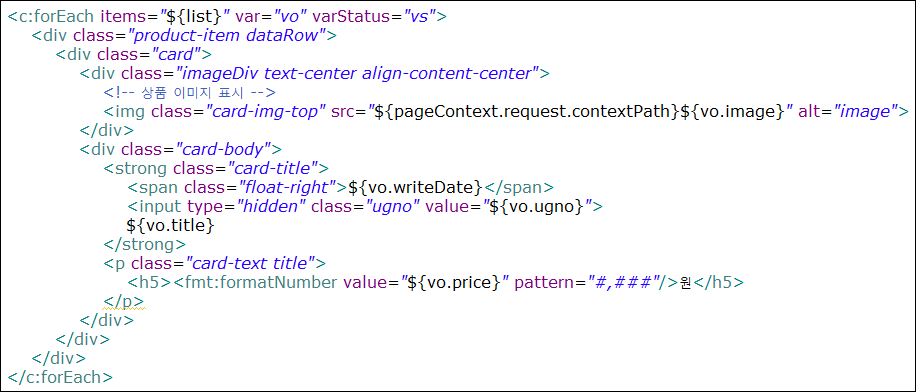 <c:forEach items="${list}" var="vo" varStatus="vs">
<div class="product-item dataRow">
<div class="card">
<div class="imageDiv text-center align-content-center">
<!-- 상품 이미지 표시 -->
<img class="card-img-top" src="${pageContext.request.contextPath}${vo.image}" alt="image">
</div>
<div class="card-body">
<strong class="card-title">
<span class="float-right">${vo.writeDate}</span>
<input type="hidden" class="ugno" value="${vo.ugno}">
${vo.title}
</strong>
<p class="card-text title">
<h5><fmt:formatNumber value="${vo.price}" pattern="#,###"/>원</h5>
</p>
</div>
</div>
</div>
</c:forEach>